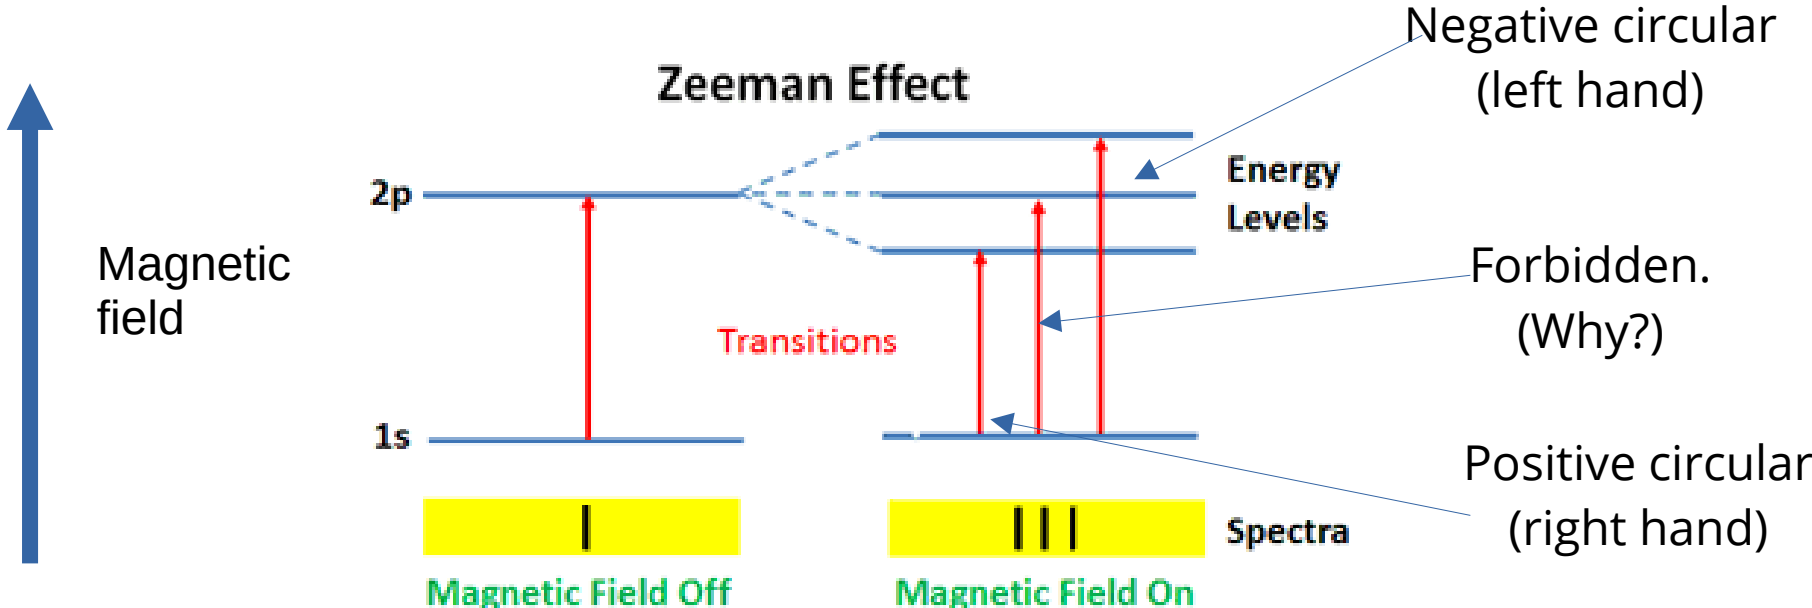 Negative circular
(left hand)
Zeeman Effect
2p
Energy
Levels
Magnetic
field
Forbidden.
(Why?)
Transitions
1s
Positive circular
(right hand)
Spectra
Magnetic Field Off
Magnetic Field On